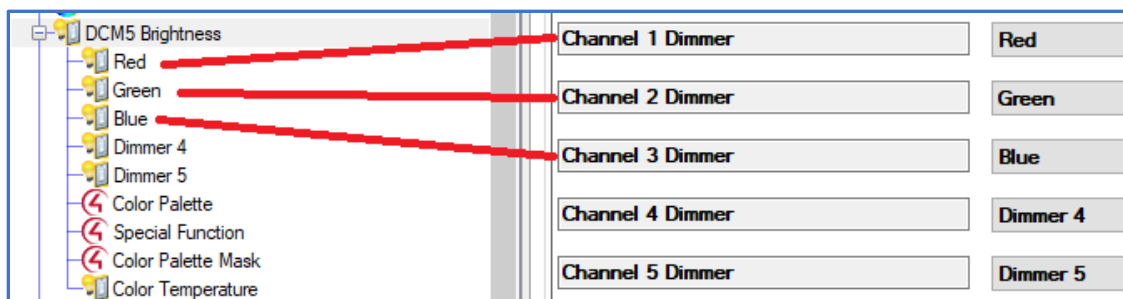 DCM5 Brightness
Red
Green
Blue
Dimmer 4
Dimmer 5
Color Palette
Special Function
Color Palette Mask
Color Temperature
Channel 1 Dimmer Red
Channel 2 Dimmer Green
Channel 3 Dimmer Blue
Channel 4 Dimmer Dimmer 4
Channel 5 Dimmer Dimmer 5